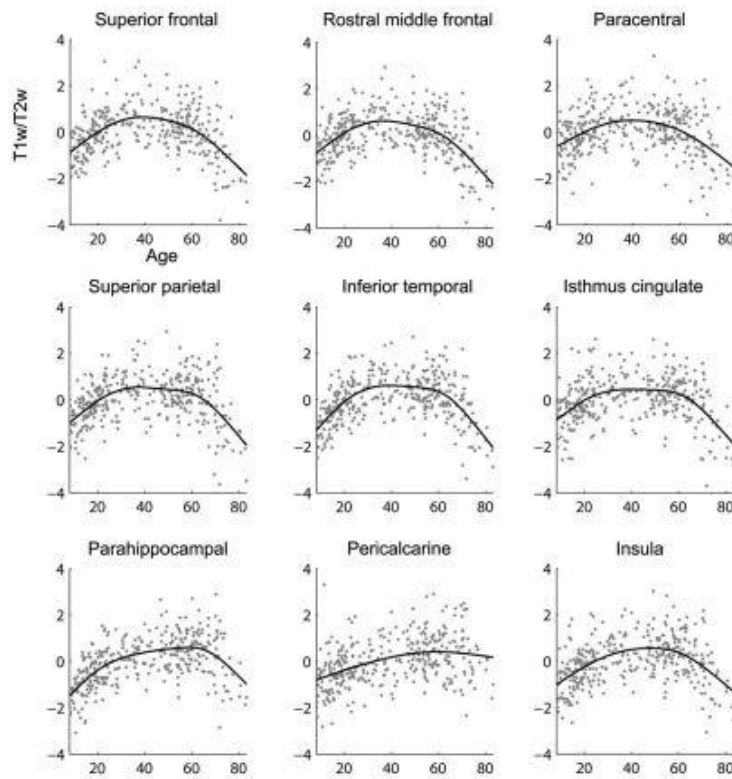 Superior frontal Rostral middle frontal Paracentral
4 4 4
2 2 2
T1w/T2w 0 0 0
−2 −2 −2
−4 −4 −4
20 40 60 80 20 40 60 80 20 40 60 80
Age
Superior parietal Inferior temporal Isthmus cingulate
4 4 4
2 2 2
0 0 0
−2 −2 −2
−4 −4 −4
20 40 60 80 20 40 60 80 20 40 60 80
Parahippocampal Pericalcarine Insula
4 4 4
2 2 2
0 0 0
−2 −2 −2
−4 −4 −4
20 40 60 80 20 40 60 80 20 40 60 80